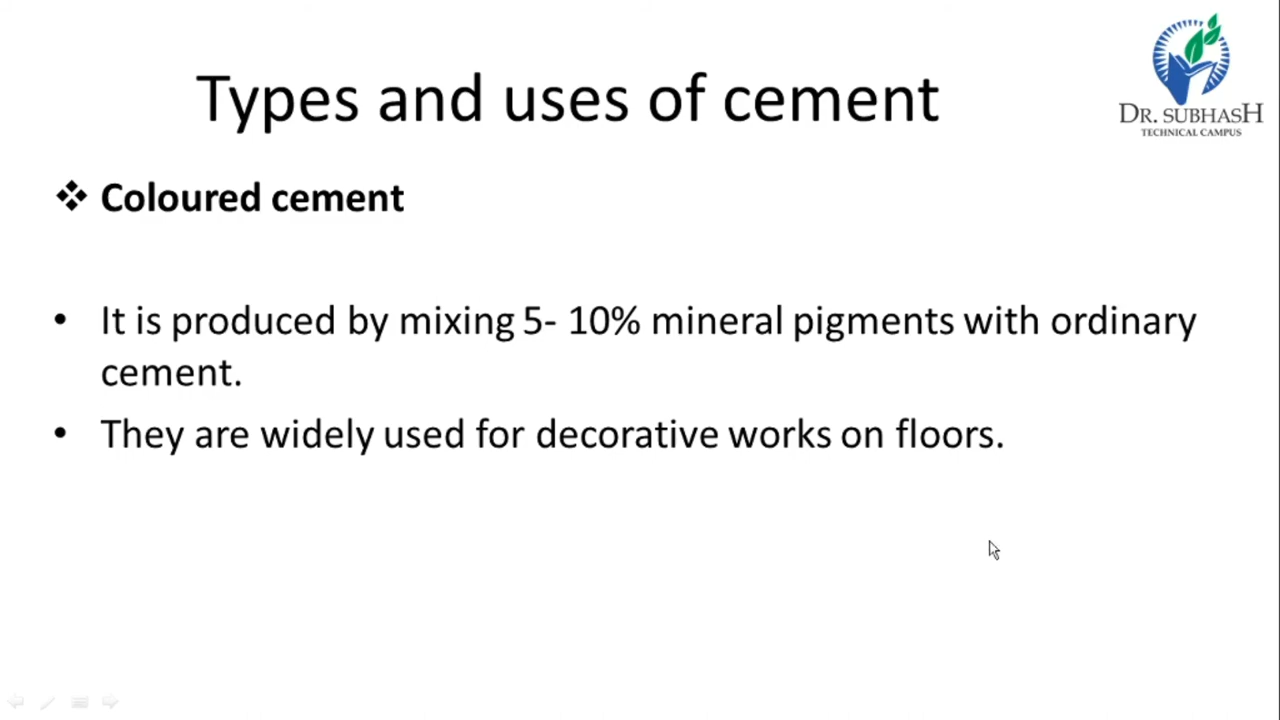 Types and uses of cement
DR. SUBHASH
TECHNICAL CAMPUS
❖ Coloured cement
• It is produced by mixing 5- 10% mineral pigments with ordinary
cement.
• They are widely used for decorative works on floors.